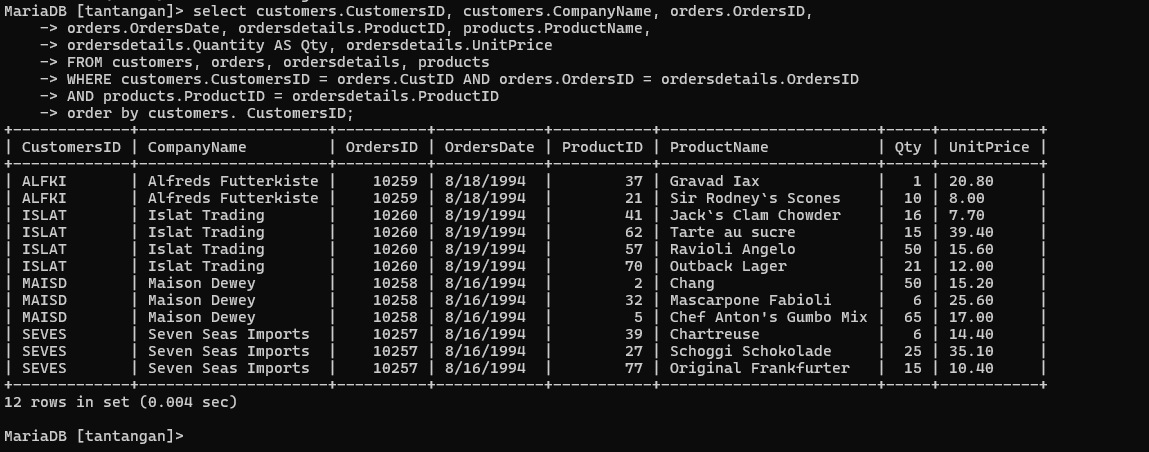 MariaDB [tantangan]> select customers.CustomersID, customers.CompanyName, orders.OrdersID,
    -> orders.OrdersDate, ordersdetails.ProductID, products.ProductName,
    -> ordersdetails.Quantity AS Qty, ordersdetails.UnitPrice
    -> FROM customers, orders, ordersdetails, products
    -> WHERE customers.CustomersID = orders.CustID AND orders.OrdersID = ordersdetails.OrdersID
    -> AND products.ProductID = ordersdetails.ProductID
    -> order by customers. CustomersID;
+-------------+---------------------+----------+------------+-----------+------------------------+-----+-----------+
| CustomersID | CompanyName         | OrdersID | OrdersDate | ProductID | ProductName            | Qty | UnitPrice |
+-------------+---------------------+----------+------------+-----------+------------------------+-----+-----------+
| ALFKI       | Alfreds Futterkiste |    10259 | 8/18/1994  |        37 | Gravad Iax             |   1 | 20.80     |
| ALFKI       | Alfreds Futterkiste |    10259 | 8/18/1994  |        21 | Sir Rodney`s Scones    |  10 | 8.00      |
| ISLAT       | Islat Trading       |    10260 | 8/19/1994  |        41 | Jack`s Clam Chowder    |  16 | 7.70      |
| ISLAT       | Islat Trading       |    10260 | 8/19/1994  |        62 | Tarte au sucre         |  15 | 39.40     |
| ISLAT       | Islat Trading       |    10260 | 8/19/1994  |        57 | Ravioli Angelo         |  50 | 15.60     |
| ISLAT       | Islat Trading       |    10260 | 8/19/1994  |        70 | Outback Lager          |  21 | 12.00     |
| MAISD       | Maison Dewey        |    10258 | 8/16/1994  |         2 | Chang                  |  50 | 15.20     |
| MAISD       | Maison Dewey        |    10258 | 8/16/1994  |        32 | Mascarpone Fabioli     |   6 | 25.60     |
| MAISD       | Maison Dewey        |    10258 | 8/16/1994  |         5 | Chef Anton's Gumbo Mix |  65 | 17.00     |
| SEVES       | Seven Seas Imports  |    10257 | 8/16/1994  |        39 | Chartreuse             |   6 | 14.40     |
| SEVES       | Seven Seas Imports  |    10257 | 8/16/1994  |        27 | Schoggi Schokolade     |  25 | 35.10     |
| SEVES       | Seven Seas Imports  |    10257 | 8/16/1994  |        77 | Original Frankfurter   |  15 | 10.40     |
+-------------+---------------------+----------+------------+-----------+------------------------+-----+-----------+
12 rows in set (0.004 sec)
MariaDB [tantangan]>